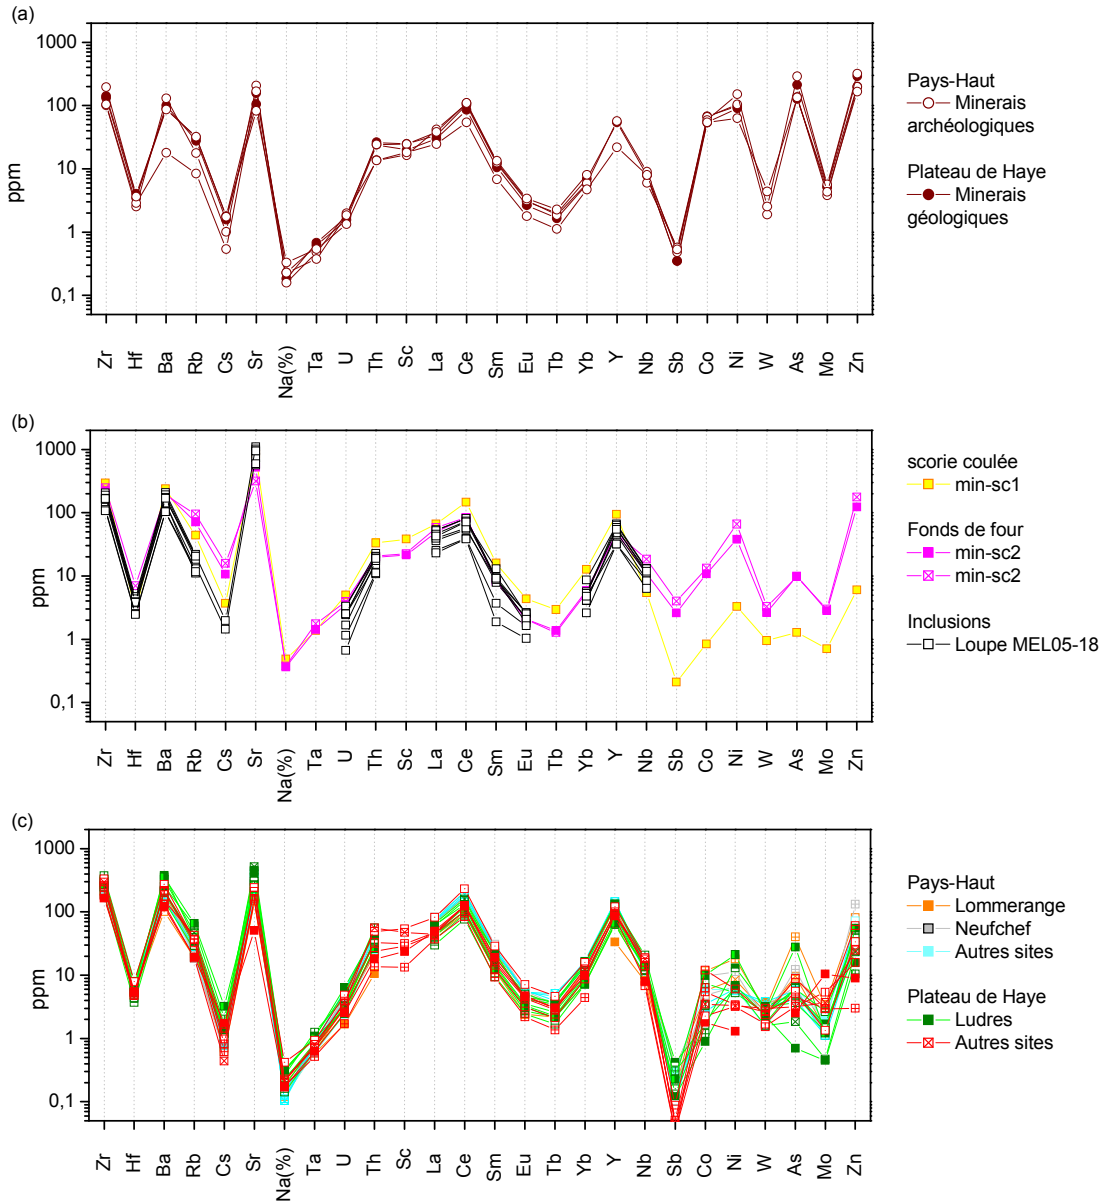 (a)
1000
100
10
1
0,1
ppm
Zr Hf Ba Rb Cs Sr Na(%) Ta U Th Sc La Ce Sm Eu Tb Yb Y Nb Sb Co Ni W As Mo Zn
Pays-Haut
Minerais
archéologiques
Plateau de Haye
Minerais
géologiques
(b)
1000
100
10
1
0,1
ppm
Zr Hf Ba Rb Cs Sr Na(%) Ta U Th Sc La Ce Sm Eu Tb Yb Y Nb Sb Co Ni W As Mo Zn
scorie coulée
min-sc1
Fonds de four
min-sc2
min-sc2
Inclusions
Loupe MEL05-18
(c)
1000
100
10
1
0,1
ppm
Zr Hf Ba Rb Cs Sr Na(%) Ta U Th Sc La Ce Sm Eu Tb Yb Y Nb Sb Co Ni W As Mo Zn
Pays-Haut
Lommerange
Neufchef
Autres sites
Plateau de Haye
Ludres
Autres sites